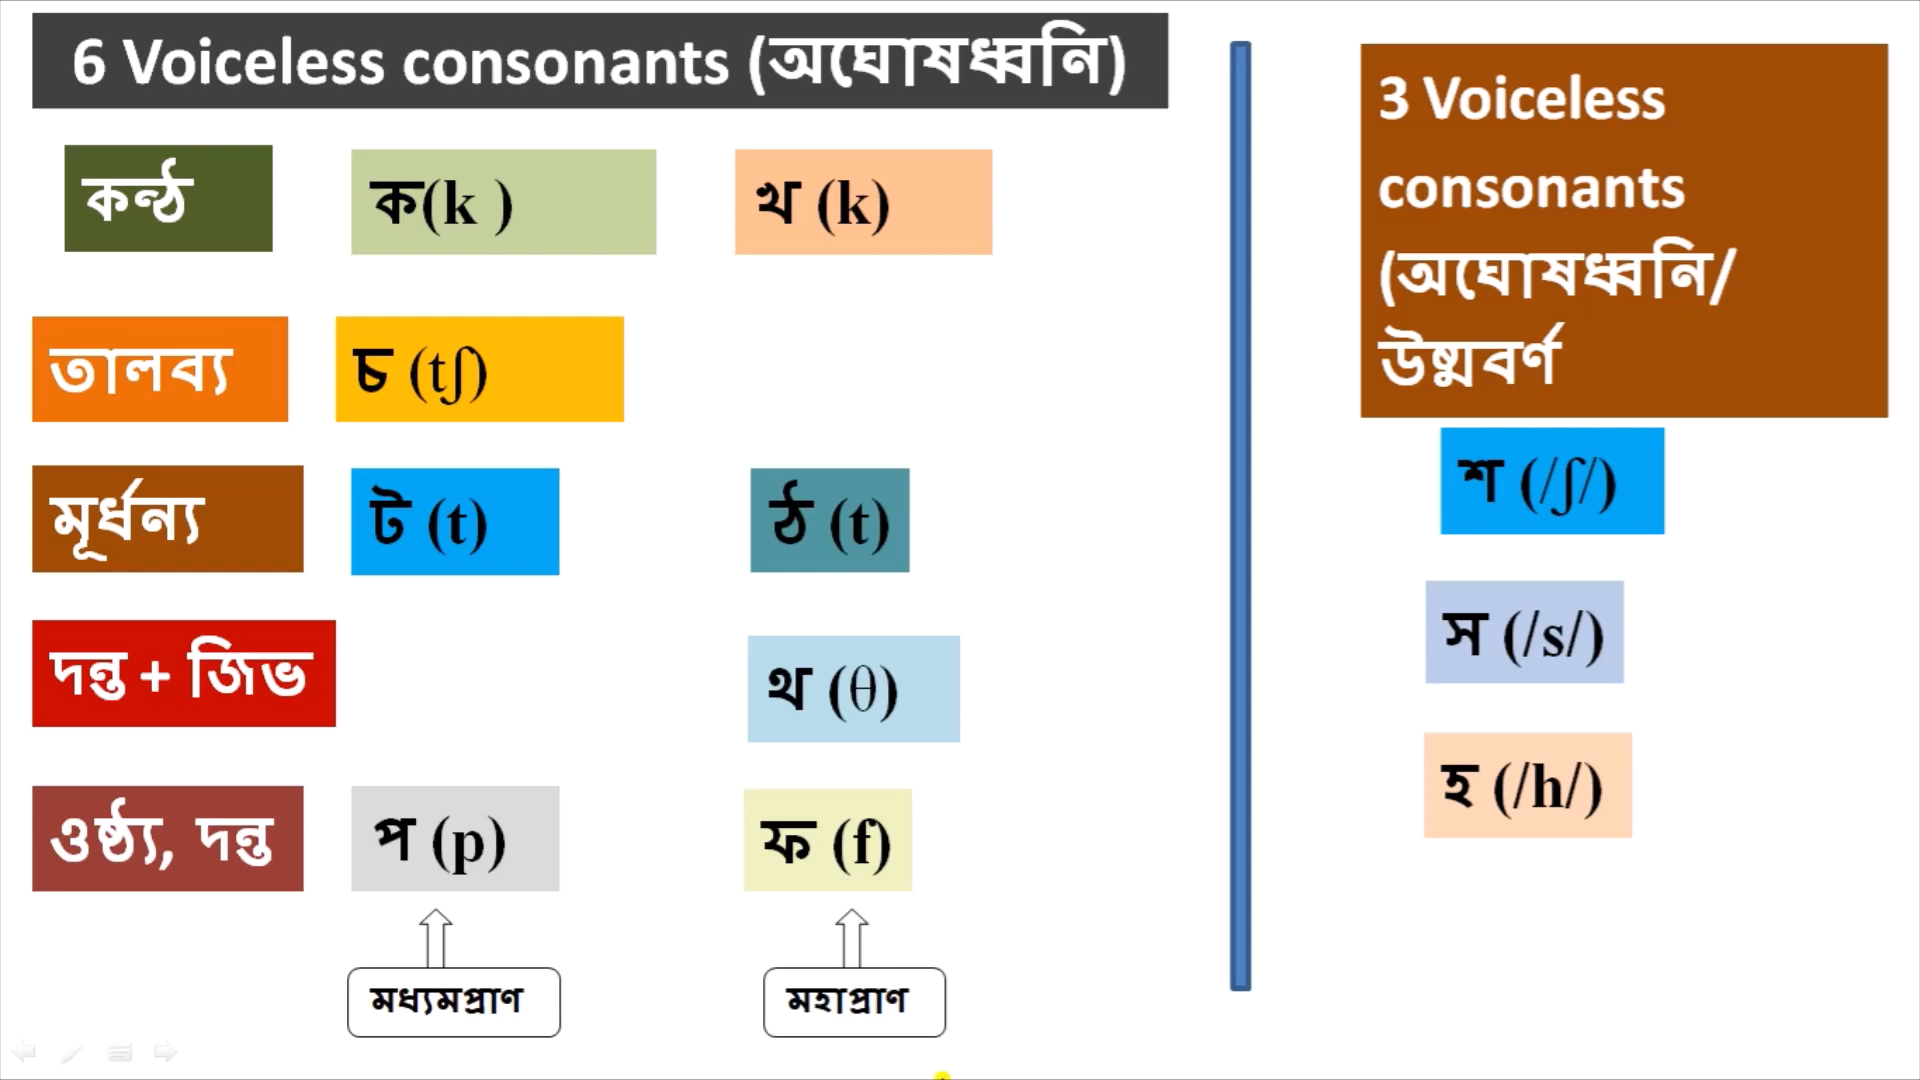 6 Voiceless consonants (অঘোষধ্বনি)
কন্ঠ
ক(k )
খ (k)
তালব্য
চ (tʃ)
মূর্ধন্য
ট (t)
ঠ (t)
দন্ত + জিভ
থ (θ)
ওষ্ঠ্য, দন্ত
প (p)
ফ (f)
মধ্যমপ্রাণ
মহাপ্রাণ
3 Voiceless
consonants
(অঘোষধ্বনি/
উষ্মবর্ণ
শ (/ʃ/)
স (/s/)
হ (/h/)